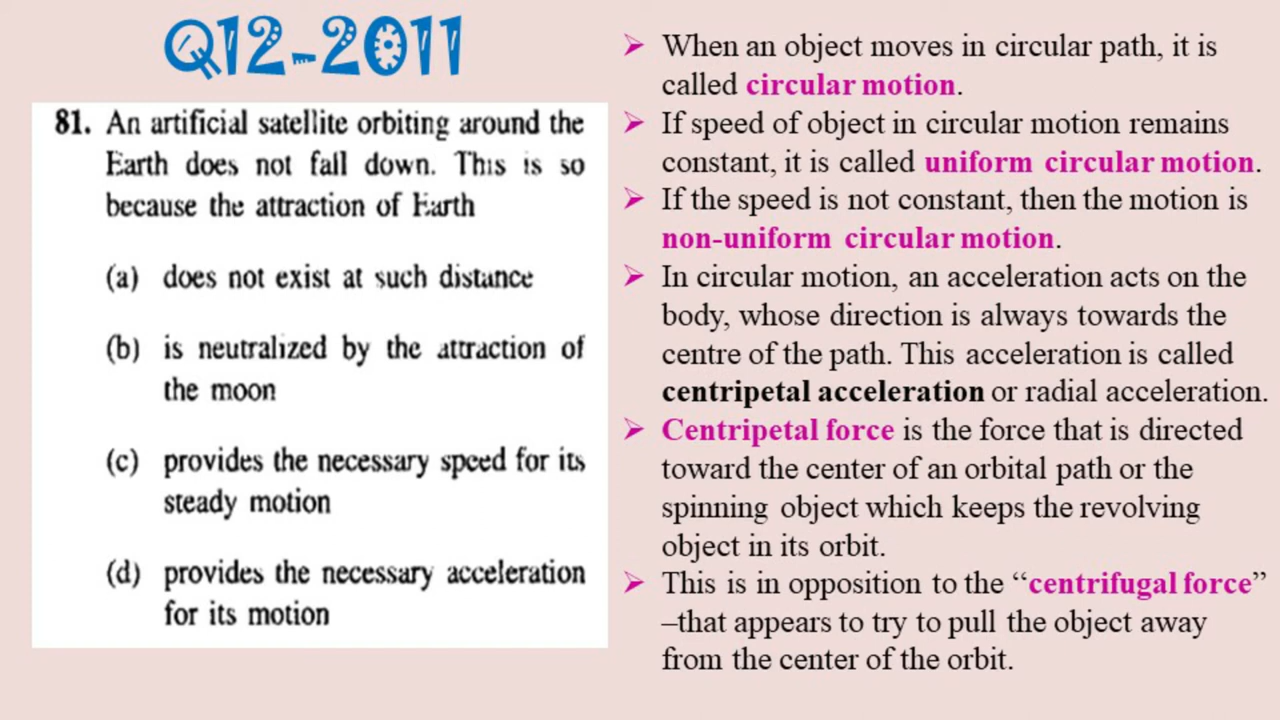 Q12-2011
81. An artificial satellite orbiting around the
Earth does not fall down. This is so
because the attraction of Earth
(a) does not exist at such distance
(b) is neutralized by the attraction of
the moon
(c) provides the necessary speed for its
steady motion
(d) provides the necessary acceleration
for its motion
➢ When an object moves in circular path, it is
called circular motion.
➢ If speed of object in circular motion remains
constant, it is called uniform circular motion.
➢ If the speed is not constant, then the motion is
non-uniform circular motion.
➢ In circular motion, an acceleration acts on the
body, whose direction is always towards the
centre of the path. This acceleration is called
centripetal acceleration or radial acceleration.
➢ Centripetal force is the force that is directed
toward the center of an orbital path or the
spinning object which keeps the revolving
object in its orbit.
➢ This is in opposition to the “centrifugal force”
–that appears to try to pull the object away
from the center of the orbit.